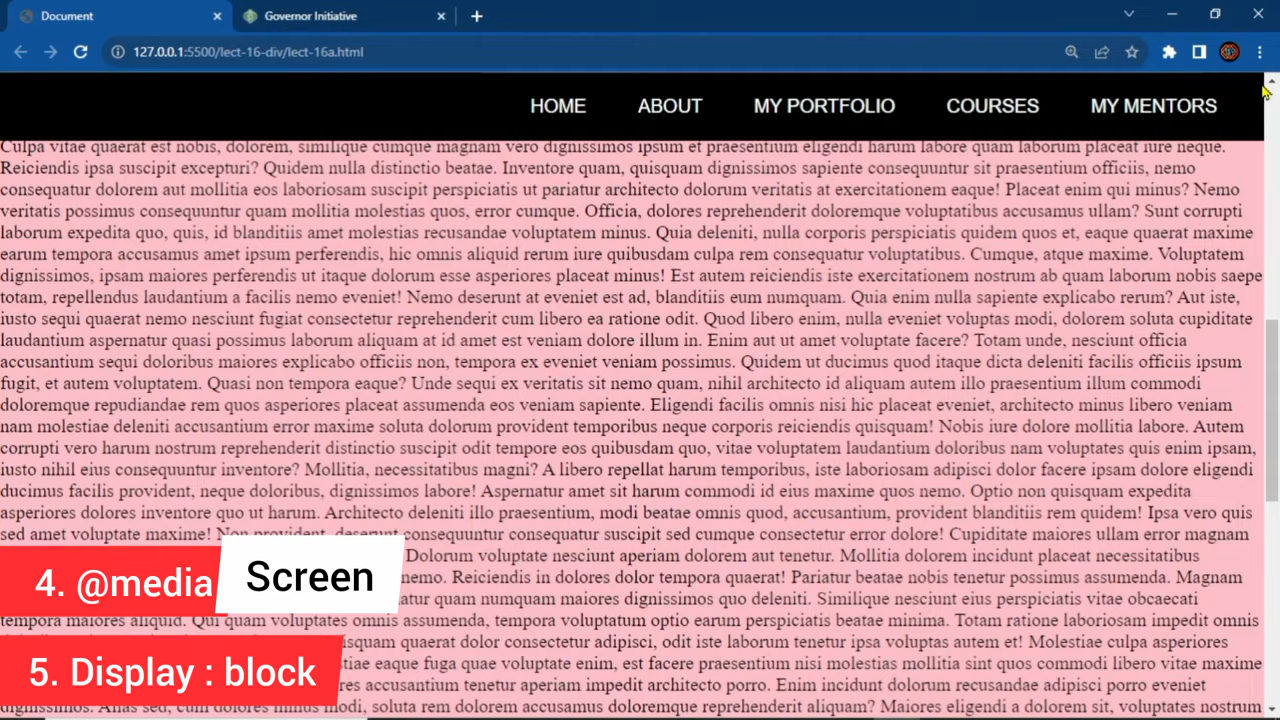 Document
Governor Initiative
127.0.0.1:5500/lect-16-div/lect-16a.html
HOME ABOUT MY PORTFOLIO COURSES MY MENTORS
Culpa vitae quaerat est nobis, dolorem, similique cumque magnam vero dignissimos ipsum et praesentium eligendi harum labore quam laborum placeat iure neque.
Reiciendis ipsa suscipit excepturi? Quidem nulla distinctio beatae. Inventore quam, quisquam dignissimos sapiente consequuntur sit praesentium officiis, nemo
consequatur dolorem aut mollitia eos laboriosam suscipit perspiciatis ut pariatur architecto dolorum veritatis at exercitationem eaque! Placeat enim qui minus? Nemo
veritatis possimus consequuntur quam mollitia molestias quos, error cumque. Officia, dolores reprehenderit doloremque voluptatibus accusamus ullam? Sunt corrupti
laborum expedita quo, quis, id blanditiis amet molestias recusandae voluptatem minus. Quia deleniti, nulla corporis perspiciatis quidem quos et, eaque quaerat maxime
earum tempora accusamus amet ipsum perferendis, hic omnis aliquid rerum iure quibusdam culpa rem consequatur voluptatibus. Cumque, atque maxime. Voluptatem
dignissimos, ipsam maiores perferendis ut itaque dolorum esse asperiores placeat minus! Est autem reiciendis iste exercitationem nostrum ab quam laborum nobis saepe
totam, repellendus laudantium a facilis nemo eveniet! Nemo deserunt at eveniet est ad, blanditiis eum numquam. Quia enim nulla sapiente explicabo rerum? Aut iste,
iusto sequi quaerat nemo nesciunt fugiat consectetur reprehenderit cum libero ea ratione odit. Quod libero enim, nulla eveniet voluptas modi, dolorem soluta cupiditate
laudantium aspernatur quasi possimus laborum aliquam at id amet est veniam dolore illum in. Enim aut ut amet voluptate facere? Totam unde, nesciunt officia
accusantium sequi doloribus maiores explicabo officiis non, tempora ex eveniet veniam possimus. Quidem ut ducimus quod itaque dicta deleniti facilis officiis ipsum
fugit, et autem voluptatem. Quasi non tempora eaque? Unde sequi ex veritatis sit nemo quam, nihil architecto id aliquam autem illo praesentium illum commodi
doloremque repudiandae rem quos asperiores placeat assumenda eos veniam sapiente. Eligendi facilis omnis nisi hic placeat eveniet, architecto minus libero veniam
nam molestiae deleniti accusantium error maxime soluta dolorum provident temporibus neque corporis reiciendis quisquam! Nobis iure dolore mollitia labore. Autem
corrupti vero harum nostrum reprehenderit distinctio suscipit odit tempore eos quibusdam quo, vitae voluptatem laudantium doloribus nam voluptates quis enim ipsam,
iusto nihil eius consequuntur inventore? Mollitia, necessitatibus magni? A libero repellat harum temporibus, iste laboriosam adipisci dolor facere ipsam dolore eligendi
ducimus facilis provident, neque doloribus, dignissimos labore! Aspernatur amet sit harum commodi id eius maxime quos nemo. Optio non quisquam expedita
asperiores dolores inventore quo ut harum. Architecto deleniti illo praesentium, modi beatae omnis quod, accusantium, provident blanditiis rem quidem! Ipsa vero quis
sed amet voluptate maxime! Non provident, deserunt consequuntur consequatur suscipit sed cumque consectetur error dolore! Cupiditate maiores ullam error magnam
Dolorum voluptate nesciunt aperiam dolorem aut tenetur. Mollitia dolorem incidunt placeat necessitatibus
nemo. Reiciendis in dolores dolor tempora quaerat! Pariatur beatae nobis tenetur possimus assumenda. Magnam
quam numquam maiores dignissimos quo deleniti. Similique nesciunt eius perspiciatis vitae obcaecati
tempora maiores aliquid. Qui quam voluptates omnis assumenda, tempora voluptatum optio earum perspiciatis beatae minima. Totam ratione laboriosam impedit omnis
quaerat dolor consectetur adipisci, odit iste laborum tenetur ipsa voluptas autem et! Molestiae culpa asperiores
eaque fuga quae voluptate enim, est facere praesentium nisi molestias mollitia sint quos commodi libero vitae maxime
accusantium tenetur aperiam impedit architecto porro. Enim incidunt dolorum recusandae adipisci porro eveniet
dignissimos. Alias sed, cum dolores minus modi, soluta rem dolorem doloremque reprehenderit aliquid? Maiores eligendi a dolorem sit, voluptates nostrum
4. @media Screen
5. Display : block